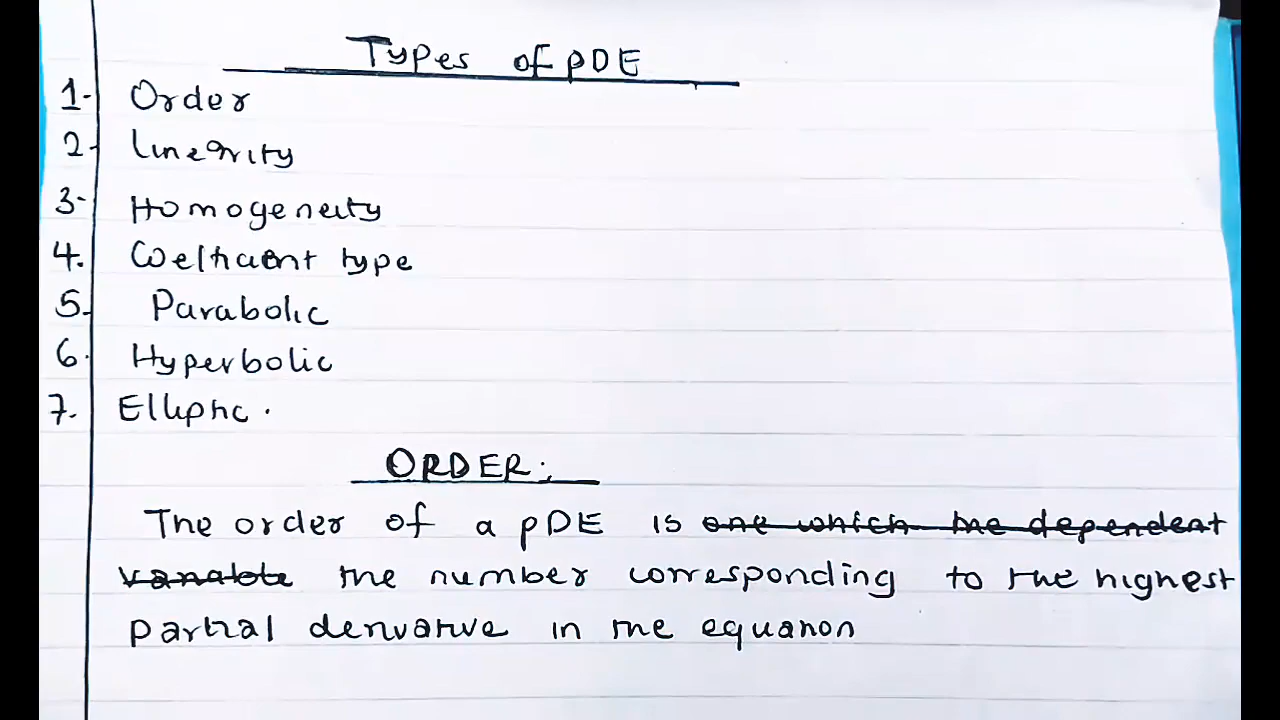 Types of PDE
1. Order
2. Linearity
3. Homogeneity
4. Coefficient type
5. Parabolic
6. Hyperbolic
7. Elliptic.
ORDER:
The order of a PDE is one which the dependent
variable the number corresponding to the highest
partial derivative in the equation